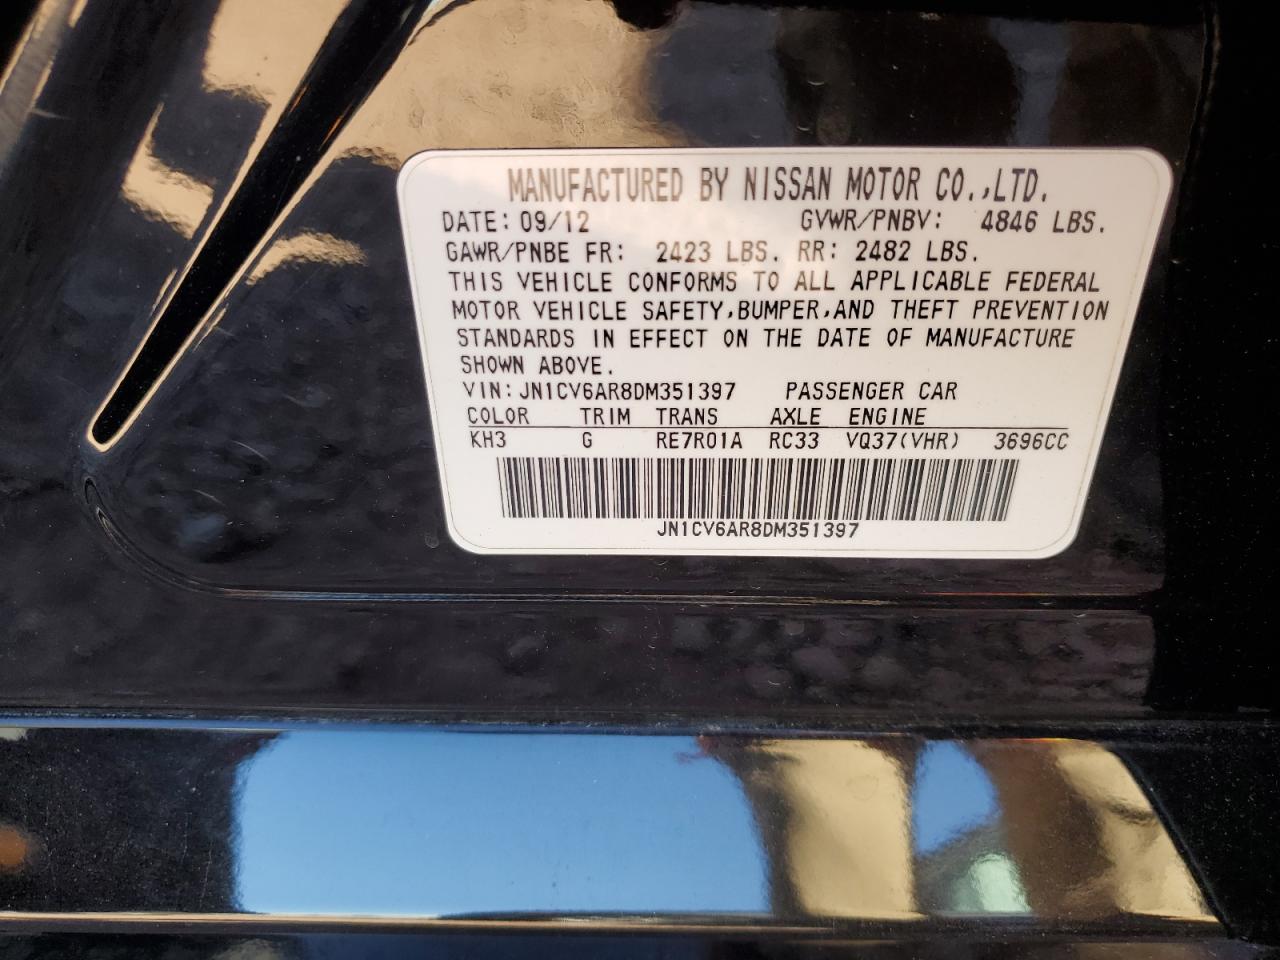 MANUFACTURED BY NISSAN MOTOR CO.,LTD.
DATE: 09/12 GVWR/PNBV: 4846 LBS.
GAWR/PNBE FR: 2423 LBS. RR: 2482 LBS.
THIS VEHICLE CONFORMS TO ALL APPLICABLE FEDERAL
MOTOR VEHICLE SAFETY,BUMPER,AND THEFT PREVENTION
STANDARDS IN EFFECT ON THE DATE OF MANUFACTURE
SHOWN ABOVE.
VIN:JN1CV6AR8DM351397 PASSENGER CAR
COLOR TRIM TRANS AXLE ENGINE
KH3 G RE7R01A RC33 VQ37(VHR) 3696CC
JN1CV6AR8DM351397